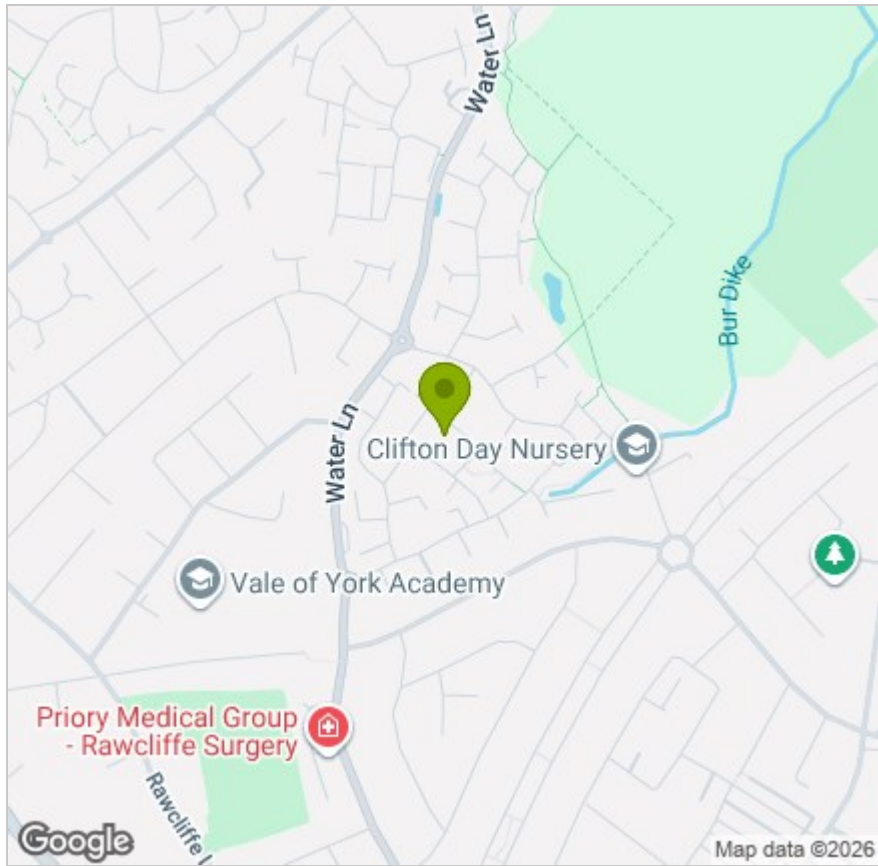 Water Ln
Bur Dike
Water Ln
Clifton Day Nursery
Vale of York Academy
Priory Medical Group
- Rawcliffe Surgery
Rawcliffe l
Google
Map data ©2026